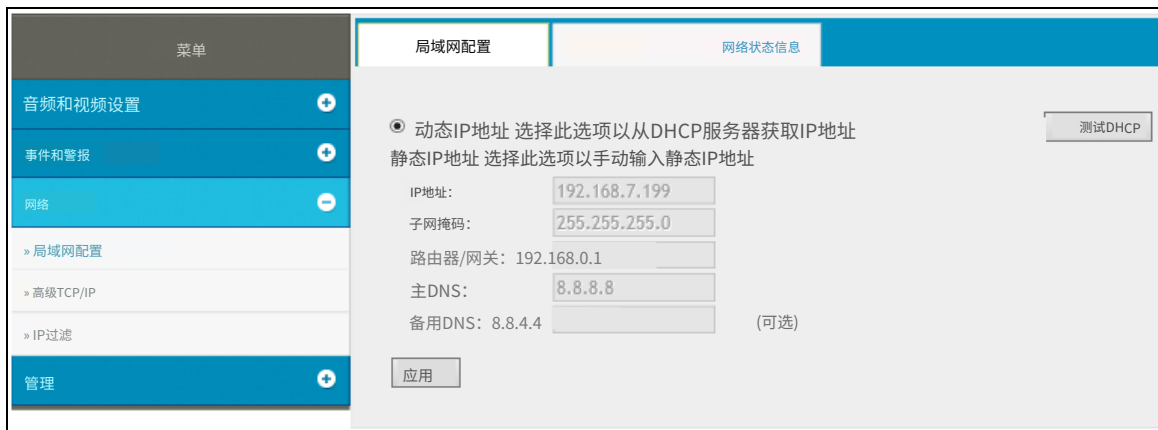 菜单
局域网配置
网络状态信息
音频和视频设置
事件和警报
网络
» 局域网配置
» 高级TCP/IP
» IP过滤
管理
动态IP地址 选择此选项以从DHCP服务器获取IP地址
测试DHCP
静态IP地址 选择此选项以手动输入静态IP地址
IP地址: 192.168.7.199
子网掩码: 255.255.255.0
路由器/网关：192.168.0.1
主DNS： 8.8.8.8
备用DNS：8.8.4.4 (可选)
应用